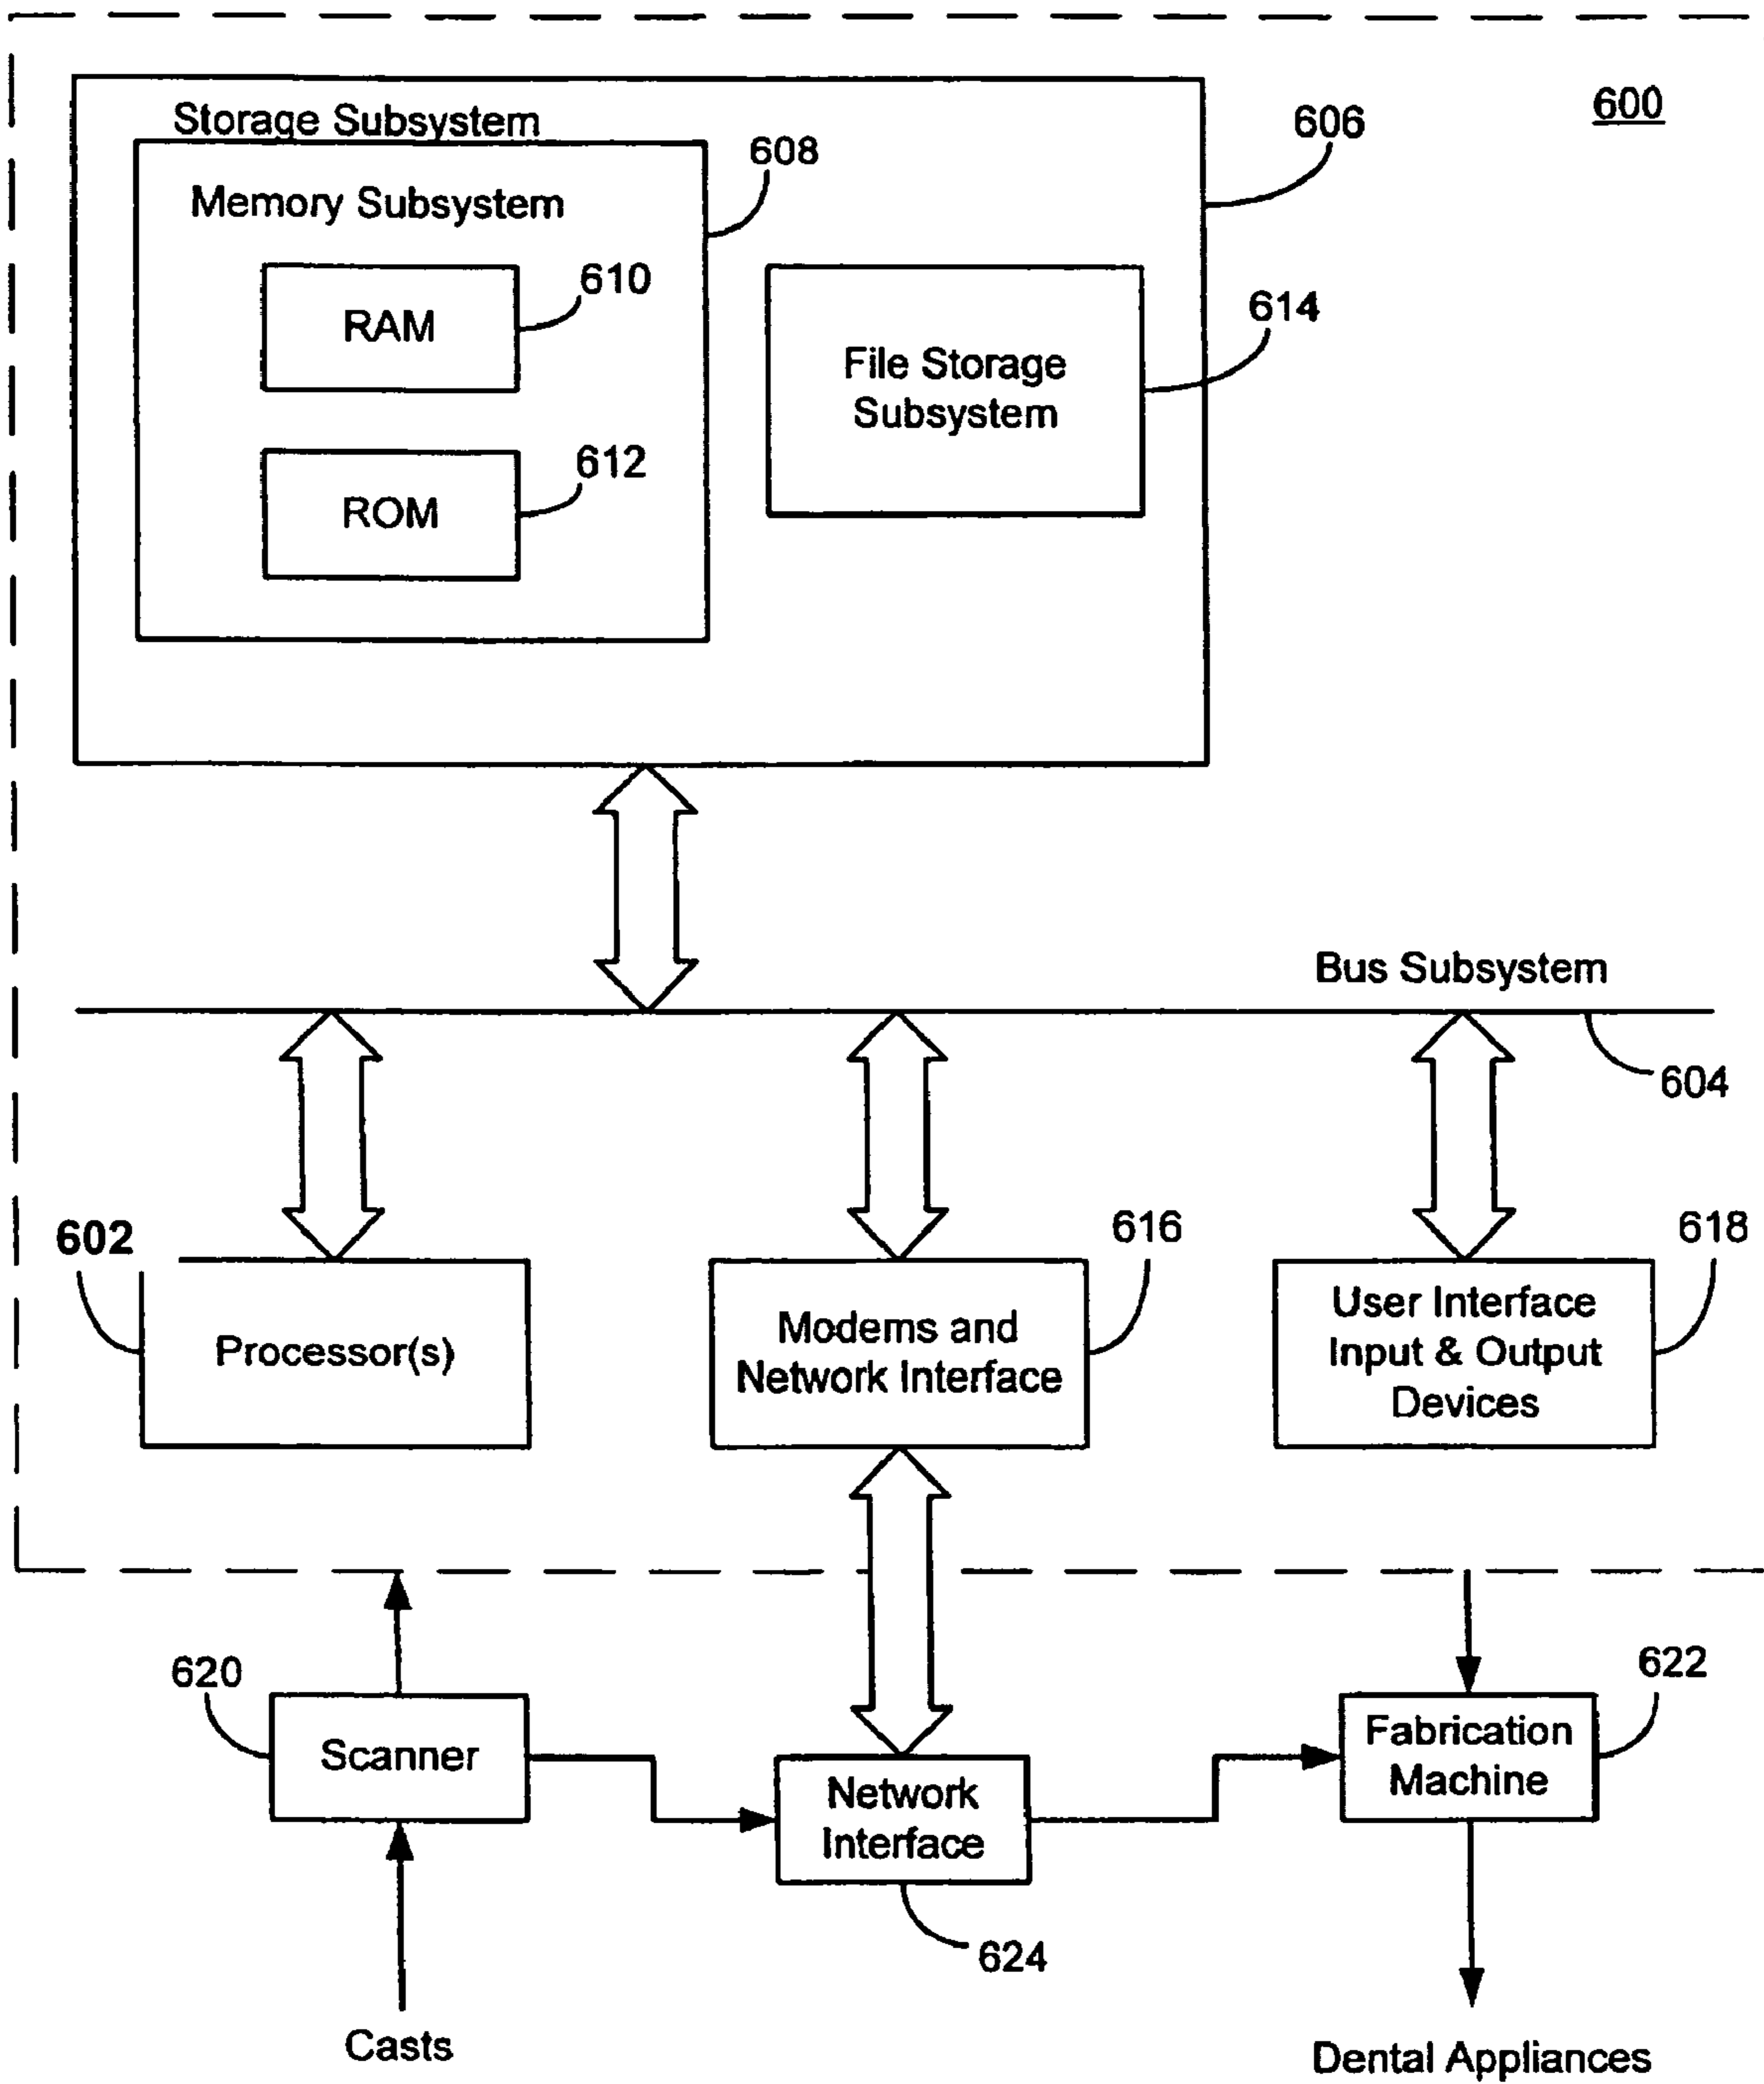 600
Storage Subsystem
606
608
Memory Subsystem
610
RAM
614
File Storage
Subsystem
612
ROM
Bus Subsystem
604
602
616
618
Processor(s)
Modems and
Network Interface
User Interface
Input & Output
Devices
620
622
Scanner
Fabrication
Machine
Network
Interface
624
Casts
Dental Appliances